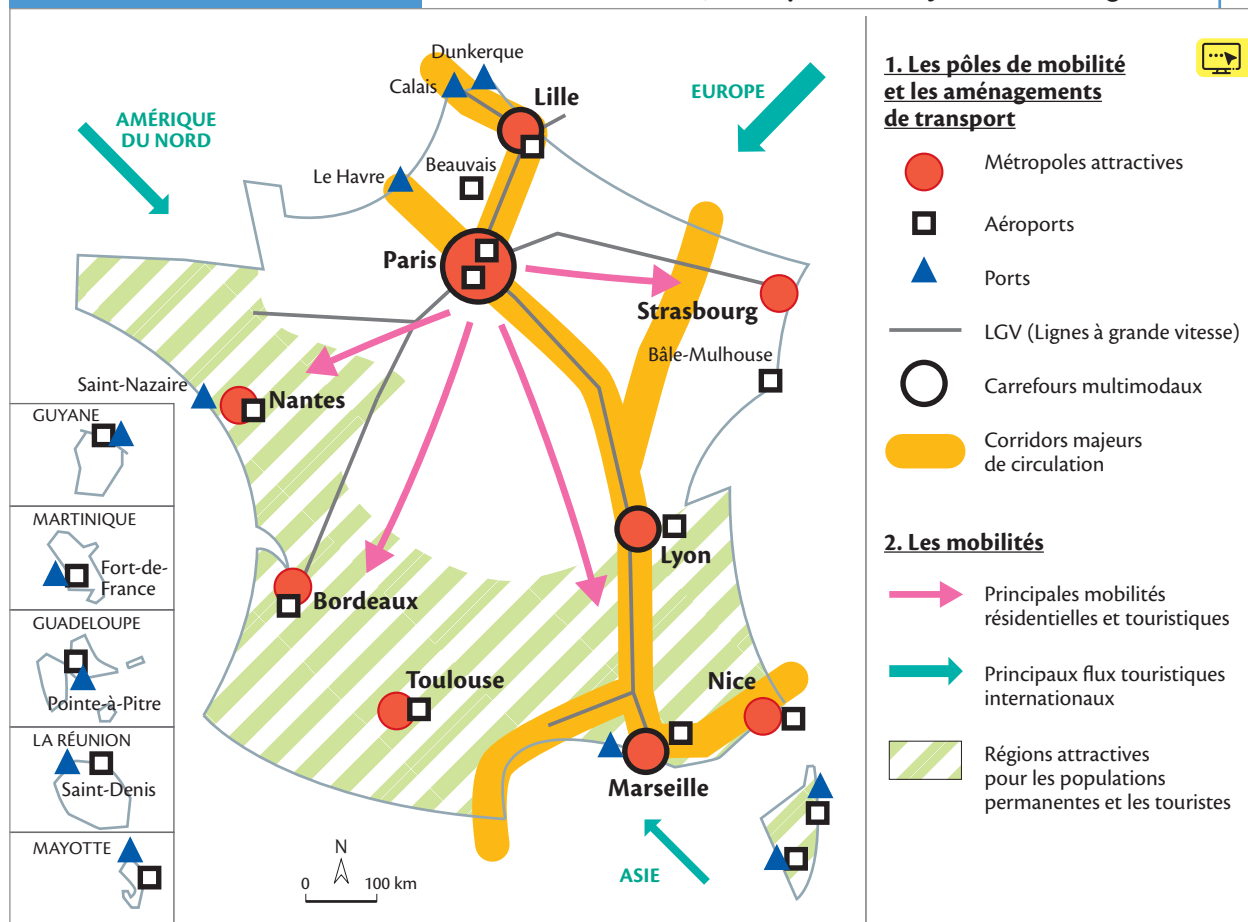 Dunkerque
Calais
Lille
EUROPE
AMÉRIQUE
DU NORD
Beauvais
Le Havre
Paris
Strasbourg
Bâle-Mulhouse
Saint-Nazaire
Nantes
GUYANE
MARTINIQUE
Fort-de-
France
Lyon
Bordeaux
GUADELOUPE
Pointe-à-Pitre
Toulouse
Nice
LA RÉUNION
Saint-Denis
Marseille
MAYOTTE
N
0 100 km
ASIE
1. Les pôles de mobilité
et les aménagements
de transport
Métropoles attractives
Aéroports
Ports
LGV (Lignes à grande vitesse)
Carrefours multimodaux
Corridors majeurs
de circulation
2. Les mobilités
Principales mobilités
résidentielles et touristiques
Principaux flux touristiques
internationaux
Régions attractives
pour les populations
permanentes et les touristes